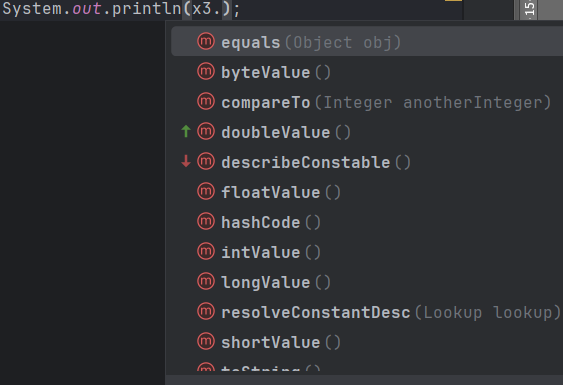 System.out.println(x3.);
15
m equals(Object obj)
m byteValue()
m compareTo(Integer anotherInteger)
m doubleValue()
m describeConstable()
m floatValue()
m hashCode()
m intValue()
m longValue()
m resolveConstantDesc(Lookup lookup)
m shortValue()
m toString()